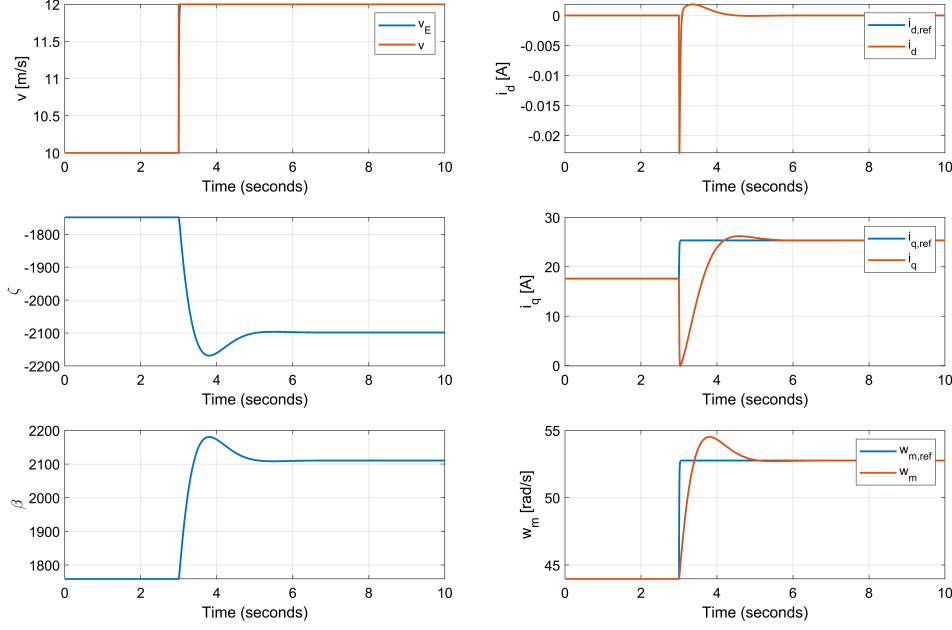 12
11
10
v [m/s]
v_E
v
0 2 4 6 8 10
Time (seconds)
0
-0.005
-0.01
-0.015
-0.02
i_d [A]
i_d,ref
i_d
0 2 4 6 8 10
Time (seconds)
-1800
-1900
-2000
-2100
-2200
ζ
0 2 4 6 8 10
Time (seconds)
30
20
10
0
i_q [A]
i_q,ref
i_q
0 2 4 6 8 10
Time (seconds)
2200
2100
2000
1900
1800
β
0 2 4 6 8 10
Time (seconds)
55
50
45
w_m [rad/s]
w_m,ref
w_m
0 2 4 6 8 10
Time (seconds)